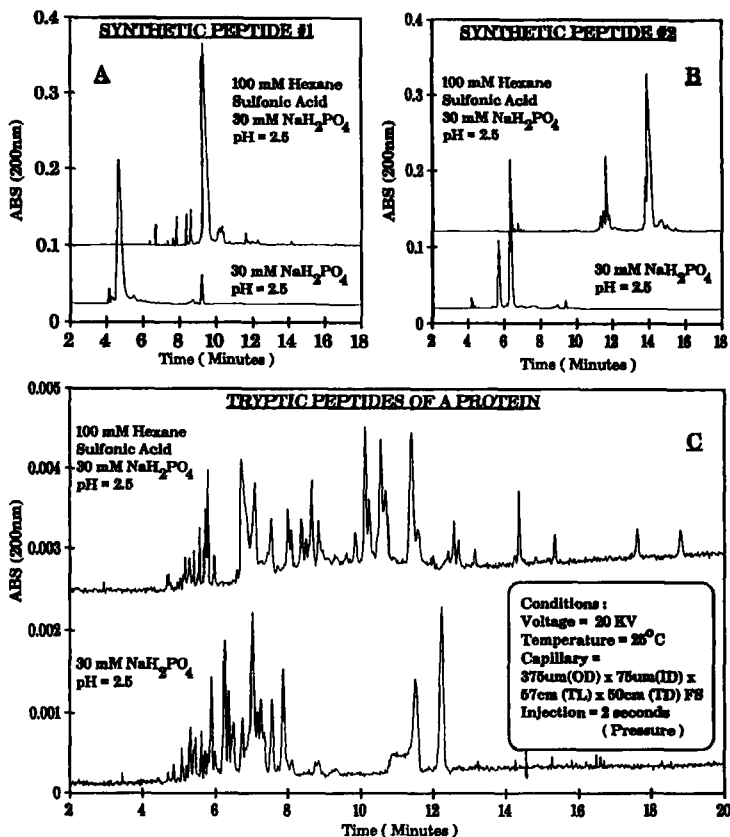 SYNTHETIC PEPTIDE #1
A
100 mM Hexane
Sulfonic Acid
30 mM NaH2PO4
pH = 2.5
30 mM NaH2PO4
pH = 2.5
ABS (200nm)
0.4
0.3
0.2
0.1
0
2 4 6 8 10 12 14 16 18
Time ( Minutes )
SYNTHETIC PEPTIDE #2
B
100 mM Hexane
Sulfonic Acid
30 mM NaH2PO4
pH = 2.5
30 mM NaH2PO4
pH = 2.5
ABS (200nm)
0.4
0.3
0.2
0.1
0
2 4 6 8 10 12 14 16 18
Time ( Minutes )
TRYPTIC PEPTIDES OF A PROTEIN
C
100 mM Hexane
Sulfonic Acid
30 mM NaH2PO4
pH = 2.5
30 mM NaH2PO4
pH = 2.5
ABS (200nm)
0.005
0.004
0.003
0.002
0.001
0
Conditions :
Voltage = 20 KV
Temperature = 25°C
Capillary =
375um(OD) x 75um(ID) x
57cm (TL) x 50cm (TD) FS
Injection = 2 seconds
( Pressure )
2 4 6 8 10 12 14 16 18 20
Time ( Minutes )